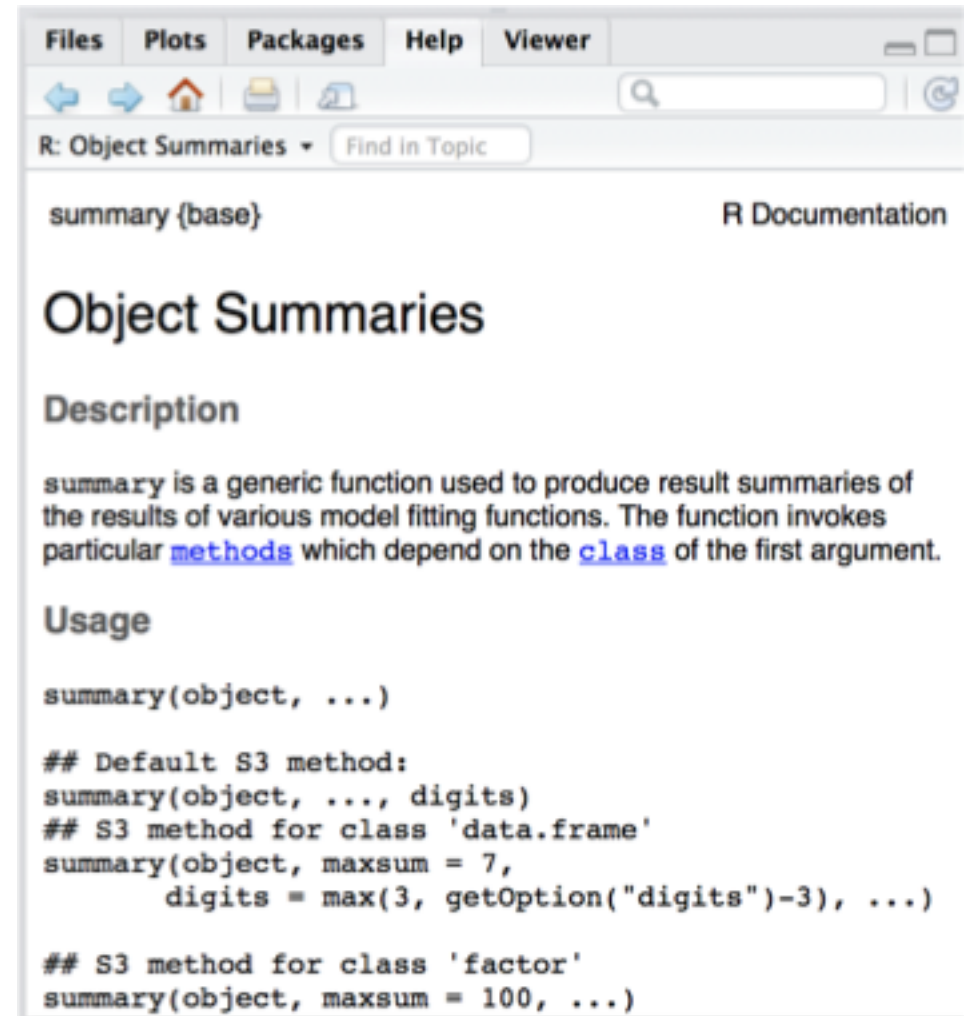 Files Plots Packages Help Viewer
R: Object Summaries Find in Topic
summary {base} R Documentation
Object Summaries
Description
summary is a generic function used to produce result summaries of
the results of various model fitting functions. The function invokes
particular methods which depend on the class of the first argument.
Usage
summary(object, ...)
## Default S3 method:
summary(object, ..., digits)
## S3 method for class 'data.frame'
summary(object, maxsum = 7,
       digits = max(3, getOption("digits")-3), ...)
## S3 method for class 'factor'
summary(object, maxsum = 100, ...)